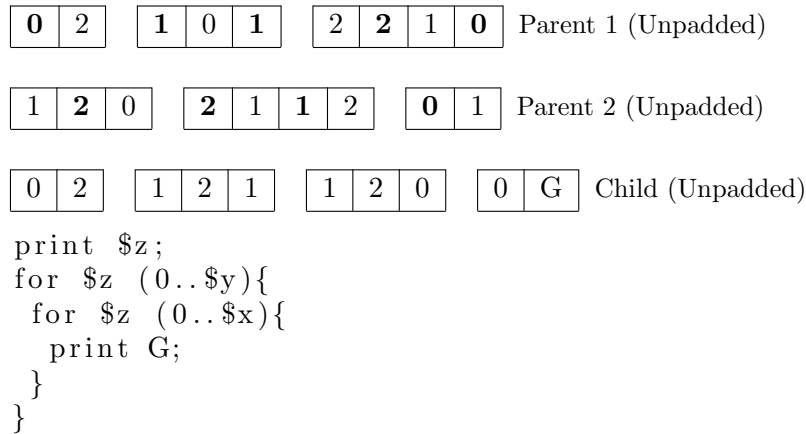 0 2 1 0 1 2 2 1 0 Parent 1 (Unpadded)
1 2 0 2 1 1 2 0 1 Parent 2 (Unpadded)
0 2 1 2 1 1 2 0 0 G Child (Unpadded)
print $z;
for $z (0..$y){
for $z (0..$x){
print G;
}
}